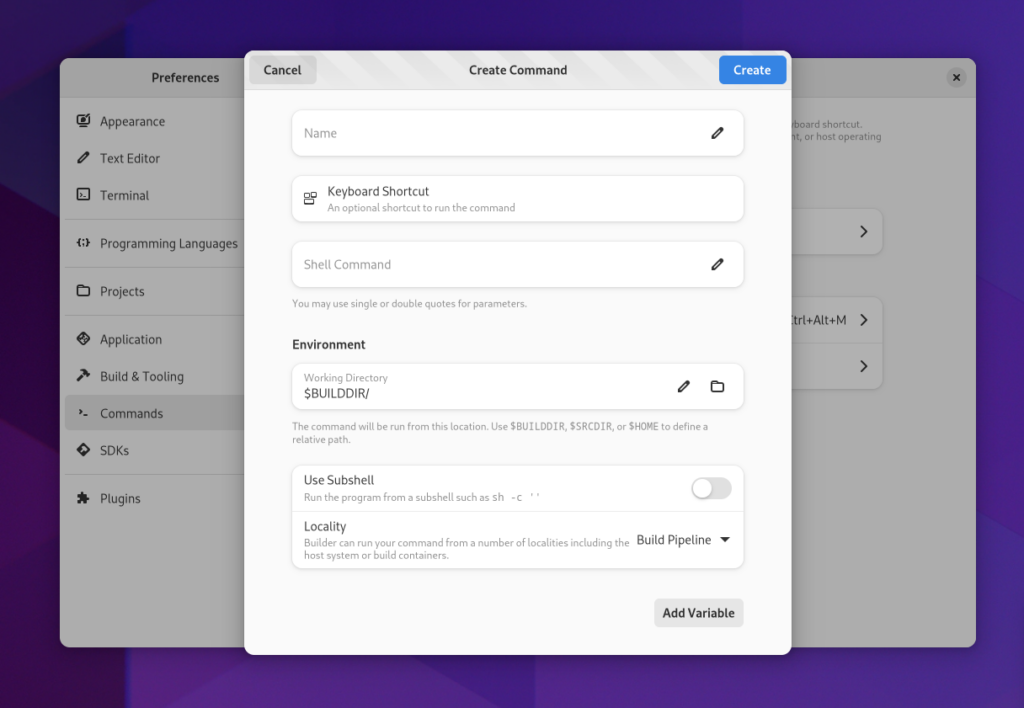 Preferences
Appearance
Text Editor
Terminal
Programming Languages
Projects
Application
Build & Tooling
Commands
SDKs
Plugins
Cancel
Create Command
Create
Name
Keyboard Shortcut
An optional shortcut to run the command
Shell Command
You may use single or double quotes for parameters.
Environment
Working Directory
$BUILDDIR/
The command will be run from this location. Use $BUILDDIR, $SRCDIR, or $HOME to define a
relative path.
Use Subshell
Run the program from a subshell such as sh -c ''
Locality
Builder can run your command from a number of localities including the
host system or build containers.
Build Pipeline
Add Variable
shortcut.
or host operating
Ctrl+Alt+M